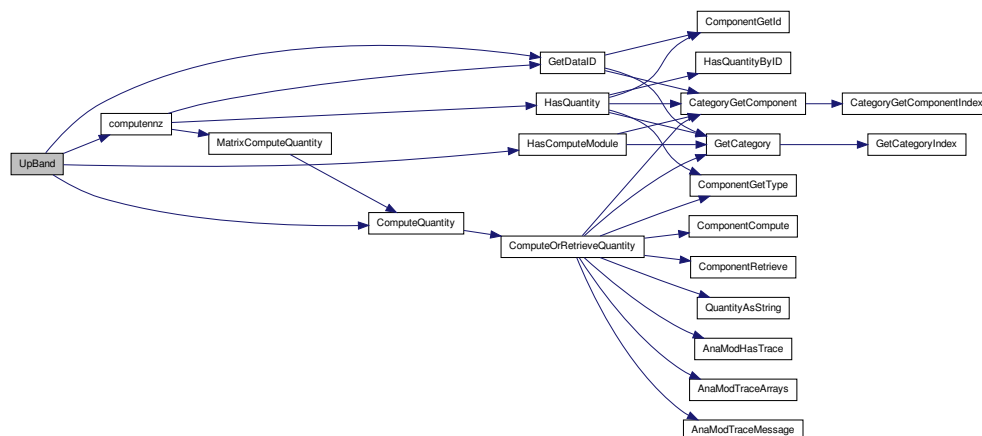 UpBand
computennz
MatrixComputeQuantity
ComputeQuantity
GetDataID
HasQuantity
HasComputeModule
ComputeOrRetrieveQuantity
ComponentGetId
HasQuantityByID
CategoryGetComponent
GetCategory
ComponentGetType
ComponentCompute
ComponentRetrieve
QuantityAsString
AnaModHasTrace
AnaModTraceArrays
AnaModTraceMessage
CategoryGetComponentIndex
GetCategoryIndex